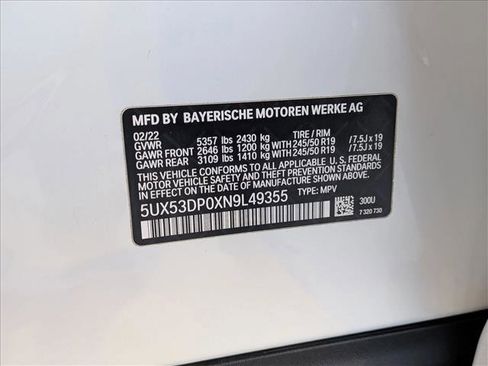 MFD BY BAYERISCHE MOTOREN WERKE AG
02/22
GVWR 5357 lbs 2430 kg TIRE / RIM
GAWR FRONT 2646 lbs 1200 kg WITH 245/50 R19 / 7.5J x 19
GAWR REAR 3109 lbs 1410 kg WITH 245/50 R19 / 7.5J x 19
THIS VEHICLE CONFORMS TO ALL APPLICABLE U.S. FEDERAL
MOTOR VEHICLE SAFETY AND THEFT PREVENTION STANDARDS
IN EFFECT ON THE DATE OF MANUFACTURE SHOWN ABOVE.
5UX53DP0XN9L49355 TYPE: MPV
300U
7 320 730